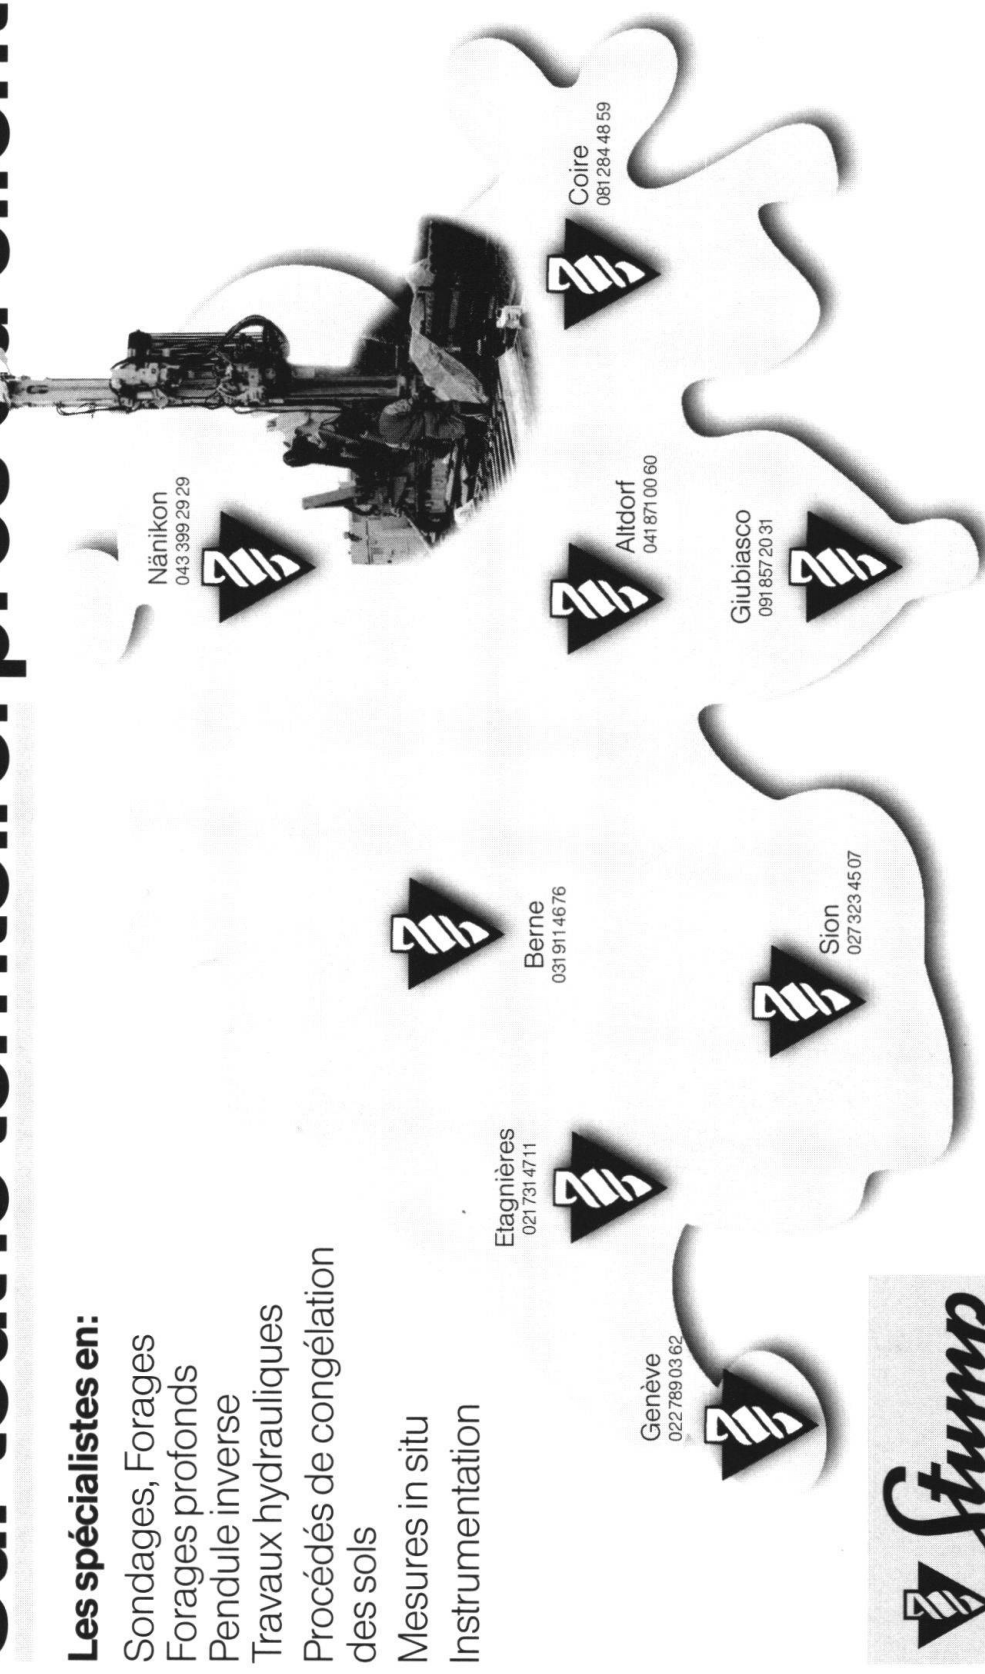 Les spécialistes en:
Sondages, Forages
Forages profonds
Pendule inverse
Travaux hydrauliques
Procédés de congélation
des sols
Mesures in situ
Instrumentation
Nänikon
043 399 29 29
Coire
081 284 48 59
Altdorf
041 871 00 60
Giubiasco
091 857 20 31
Berne
031 911 46 76
Sion
027 323 45 07
Etagnières
021 731 47 11
Genève
022 789 03 62
Stump